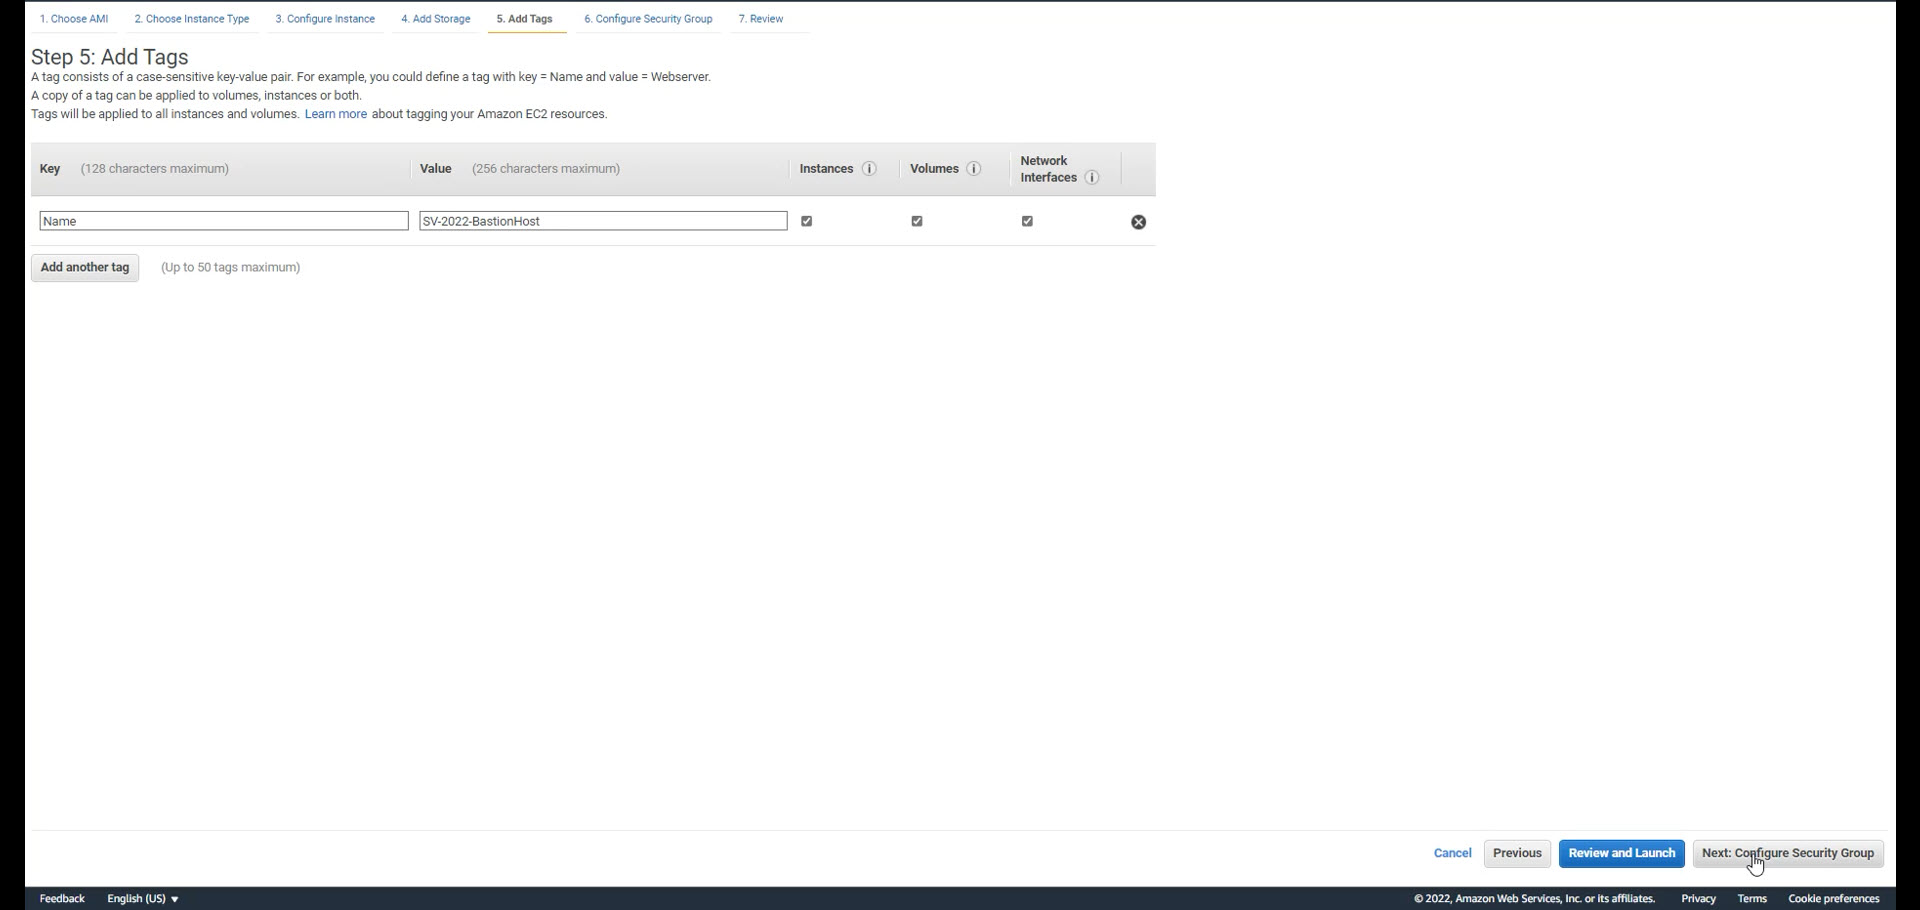 1. Choose AMI 2. Choose Instance Type 3. Configure Instance 4. Add Storage 5. Add Tags 6. Configure Security Group 7. Review
Step 5: Add Tags
A tag consists of a case-sensitive key-value pair. For example, you could define a tag with key = Name and value = Webserver.
A copy of a tag can be applied to volumes, instances or both.
Tags will be applied to all instances and volumes. Learn more about tagging your Amazon EC2 resources.
Key (128 characters maximum) Value (256 characters maximum) Instances i Volumes i Network Interfaces i
Name SV-2022-BastionHost
Add another tag (Up to 50 tags maximum)
Cancel Previous Review and Launch Next: Configure Security Group
Feedback English (US) © 2022, Amazon Web Services, Inc. or its affiliates. Privacy Terms Cookie preferences